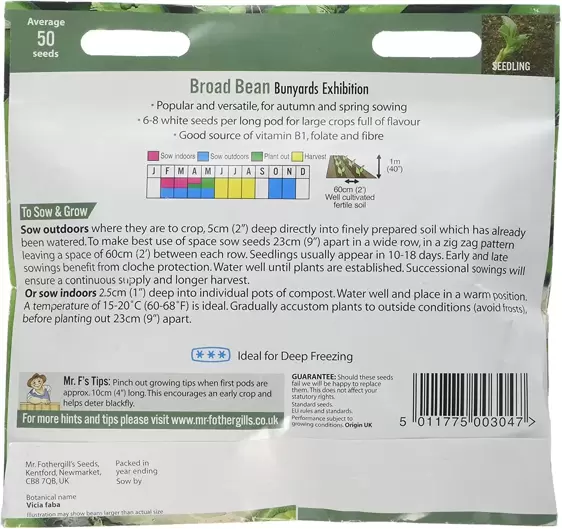 Average
50
seeds
SEEDLING
Broad Bean Bunyards Exhibition
• Popular and versatile, for autumn and spring sowing
• 6-8 white seeds per long pod for large crops full of flavour
• Good source of vitamin B1, folate and fibre
Sow indoors Sow outdoors Plant out Harvest
J F M A M J J A S O N D
1m
(40")
60cm (2')
Well cultivated
fertile soil
To Sow & Grow
Sow outdoors where they are to crop, 5cm (2") deep directly into finely prepared soil which has already
been watered. To make best use of space sow seeds 23cm (9") apart in a wide row, in a zig zag pattern
leaving a space of 60cm (2') between each row. Seedlings usually appear in 10-18 days. Early and late
sowings benefit from cloche protection. Water well until plants are established. Successional sowings will
ensure a continuous supply and longer harvest.
Or sow indoors 2.5cm (1") deep into individual pots of compost. Water well and place in a warm position.
A temperature of 15-20˚C (60-68˚F) is ideal. Gradually accustom plants to outside conditions (avoid frosts),
before planting out 23cm (9") apart.
Ideal for Deep Freezing
Mr. F's Tips: Pinch out growing tips when first pods are
approx. 10cm (4") long. This encourages an early crop and
helps deter blackfly.
For more hints and tips please visit www.mr-fothergills.co.uk
GUARANTEE: Should these seeds
fail we will be happy to replace
them. This does not affect your
statutory rights.
Standard seeds.
EU rules and standards.
Performance subject to
growing conditions. Origin UK
5 011775 003047 >
Mr. Fothergill's Seeds,
Kentford, Newmarket,
CB8 7QB, UK
Packed in
year ending
Sow by
Botanical name
Vicia faba
Illustration may show beans larger than actual size